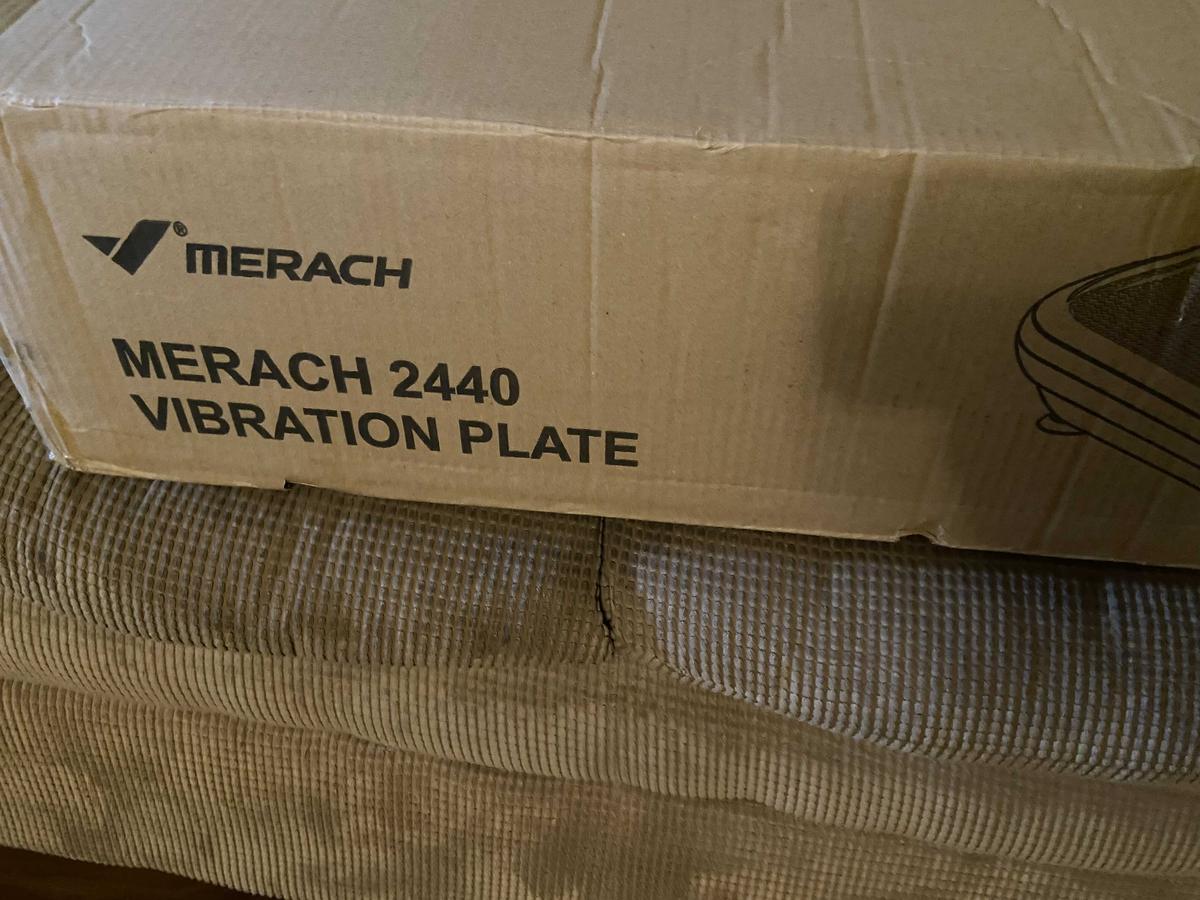 ® MERACH
MERACH 2440
VIBRATION PLATE